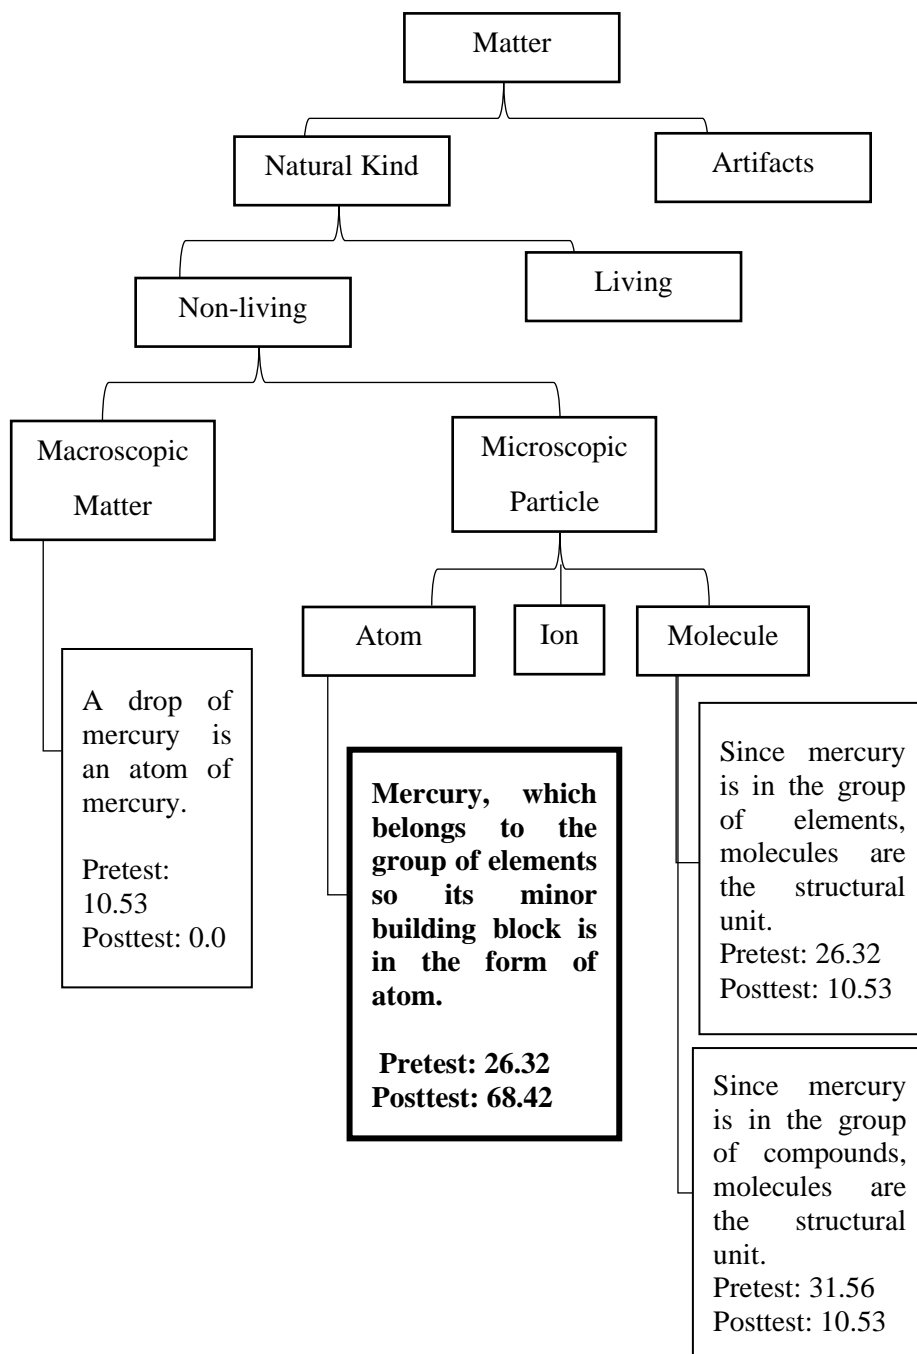 Matter
Natural Kind
Artifacts
Non-living
Living
Macroscopic
Matter
Microscopic
Particle
Atom
Ion
Molecule
A drop of
mercury is
an atom of
mercury.
Pretest:
10.53
Posttest: 0.0
Mercury, which
belongs to the
group of elements
so its minor
building block is
in the form of
atom.
Pretest: 26.32
Posttest: 68.42
Since mercury
is in the group
of elements,
molecules are
the structural
unit.
Pretest: 26.32
Posttest: 10.53
Since mercury
is in the group
of compounds,
molecules are
the structural
unit.
Pretest: 31.56
Posttest: 10.53